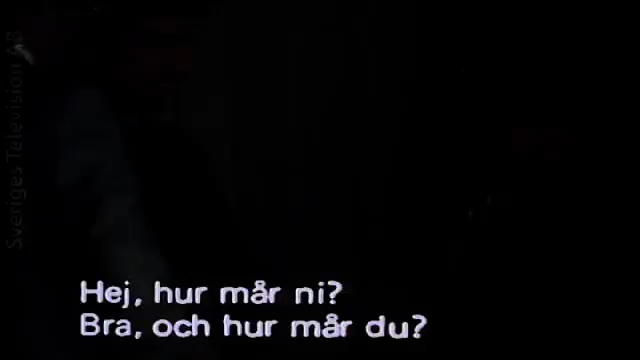 Sveriges Television AB
Hej, hur mår ni?
Bra, och hur mår du?